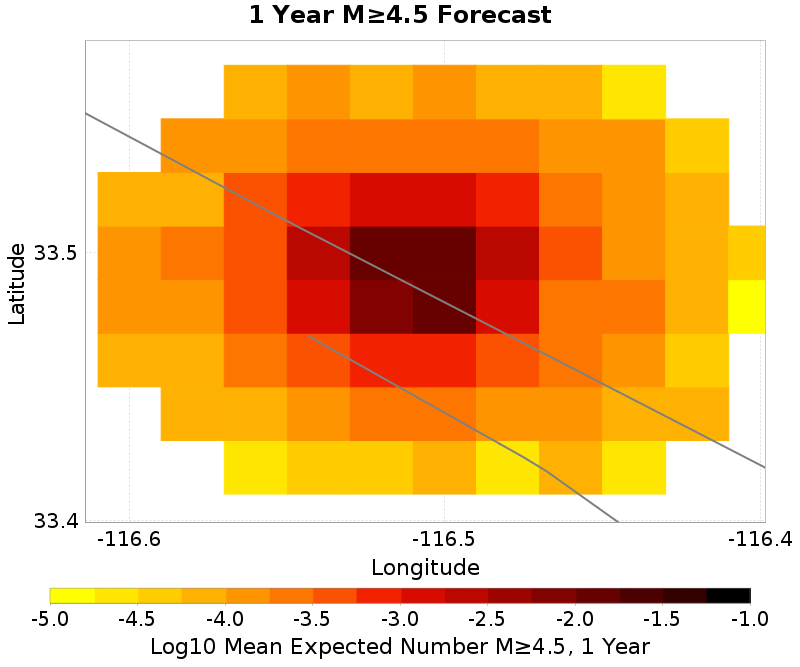 1 Year M≥4.5 Forecast
Latitude
33.5
33.4
-116.6 -116.5 -116.4
Longitude
-5.0 -4.5 -4.0 -3.5 -3.0 -2.5 -2.0 -1.5 -1.0
Log10 Mean Expected Number M≥4.5, 1 Year